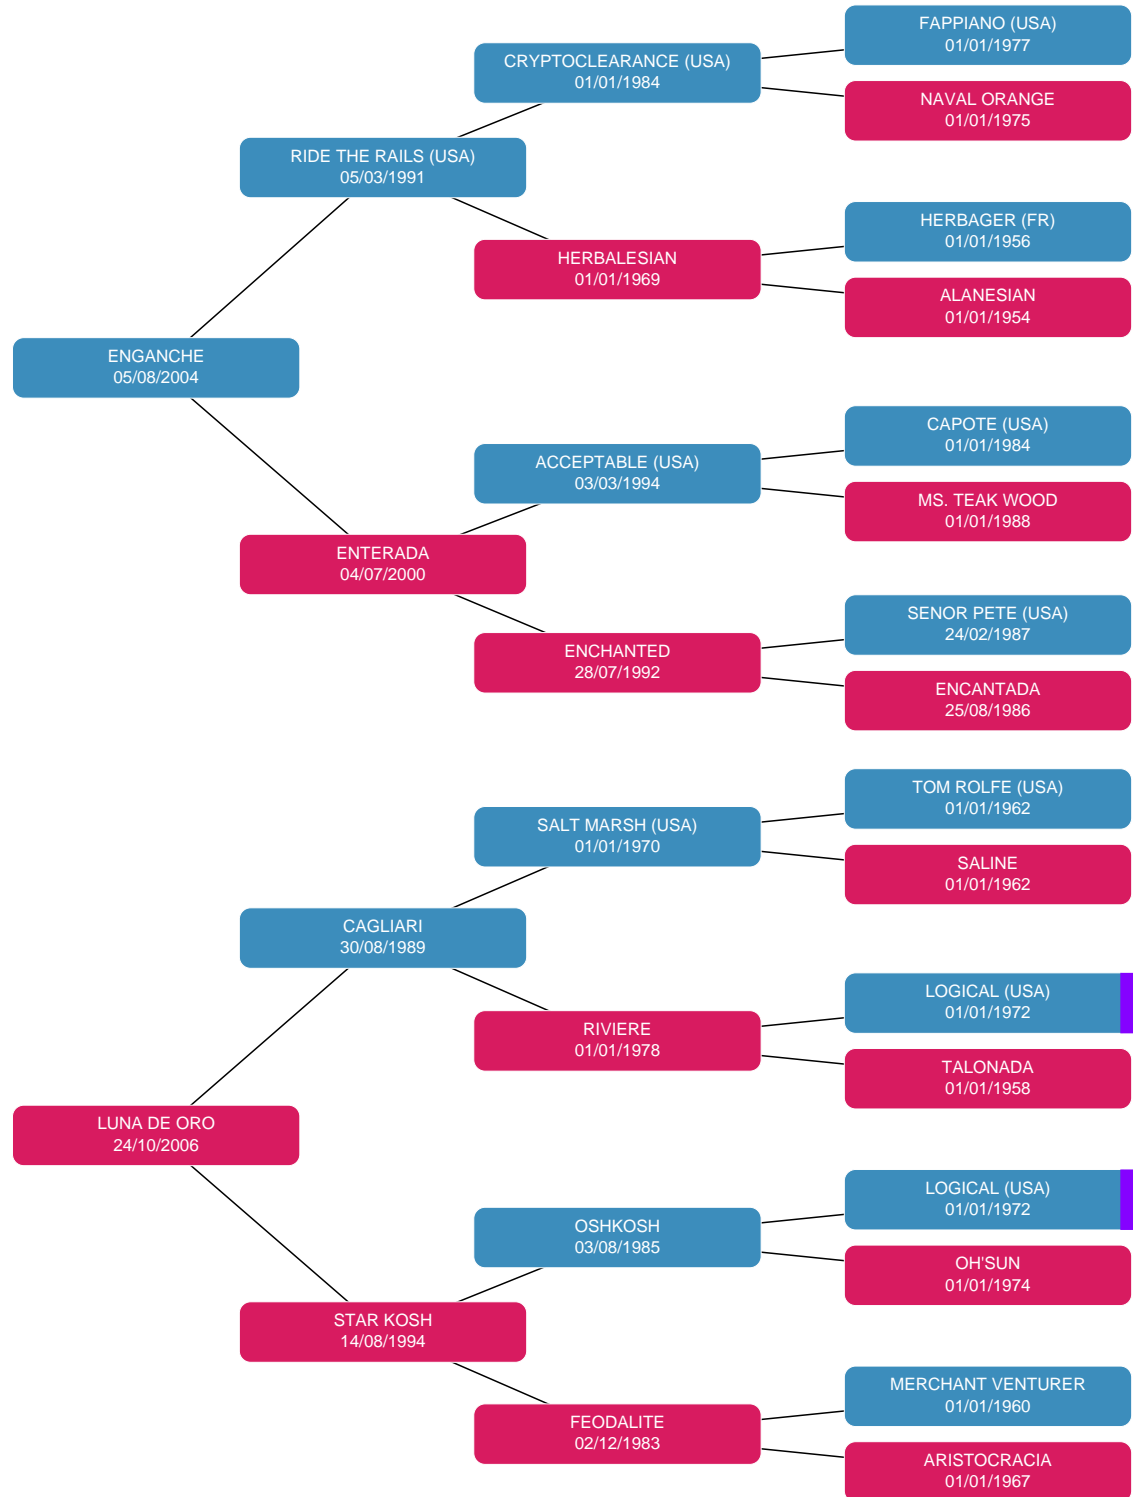 FAPPIANO (USA)
01/01/1977
CRYPTOCLEARANCE (USA)
01/01/1984
NAVAL ORANGE
01/01/1975
RIDE THE RAILS (USA)
05/03/1991
HERBAGER (FR)
01/01/1956
HERBALESIAN
01/01/1969
ALANESIAN
01/01/1954
ENGANCHE
05/08/2004
CAPOTE (USA)
01/01/1984
ACCEPTABLE (USA)
03/03/1994
MS. TEAK WOOD
01/01/1988
ENTERADA
04/07/2000
SENOR PETE (USA)
24/02/1987
ENCHANTED
28/07/1992
ENCANTADA
25/08/1986
TOM ROLFE (USA)
01/01/1962
SALT MARSH (USA)
01/01/1970
SALINE
01/01/1962
CAGLIARI
30/08/1989
LOGICAL (USA)
01/01/1972
RIVIERE
01/01/1978
TALONADA
01/01/1958
LUNA DE ORO
24/10/2006
LOGICAL (USA)
01/01/1972
OSHKOSH
03/08/1985
OH'SUN
01/01/1974
STAR KOSH
14/08/1994
MERCHANT VENTURER
01/01/1960
FEODALITE
02/12/1983
ARISTOCRACIA
01/01/1967